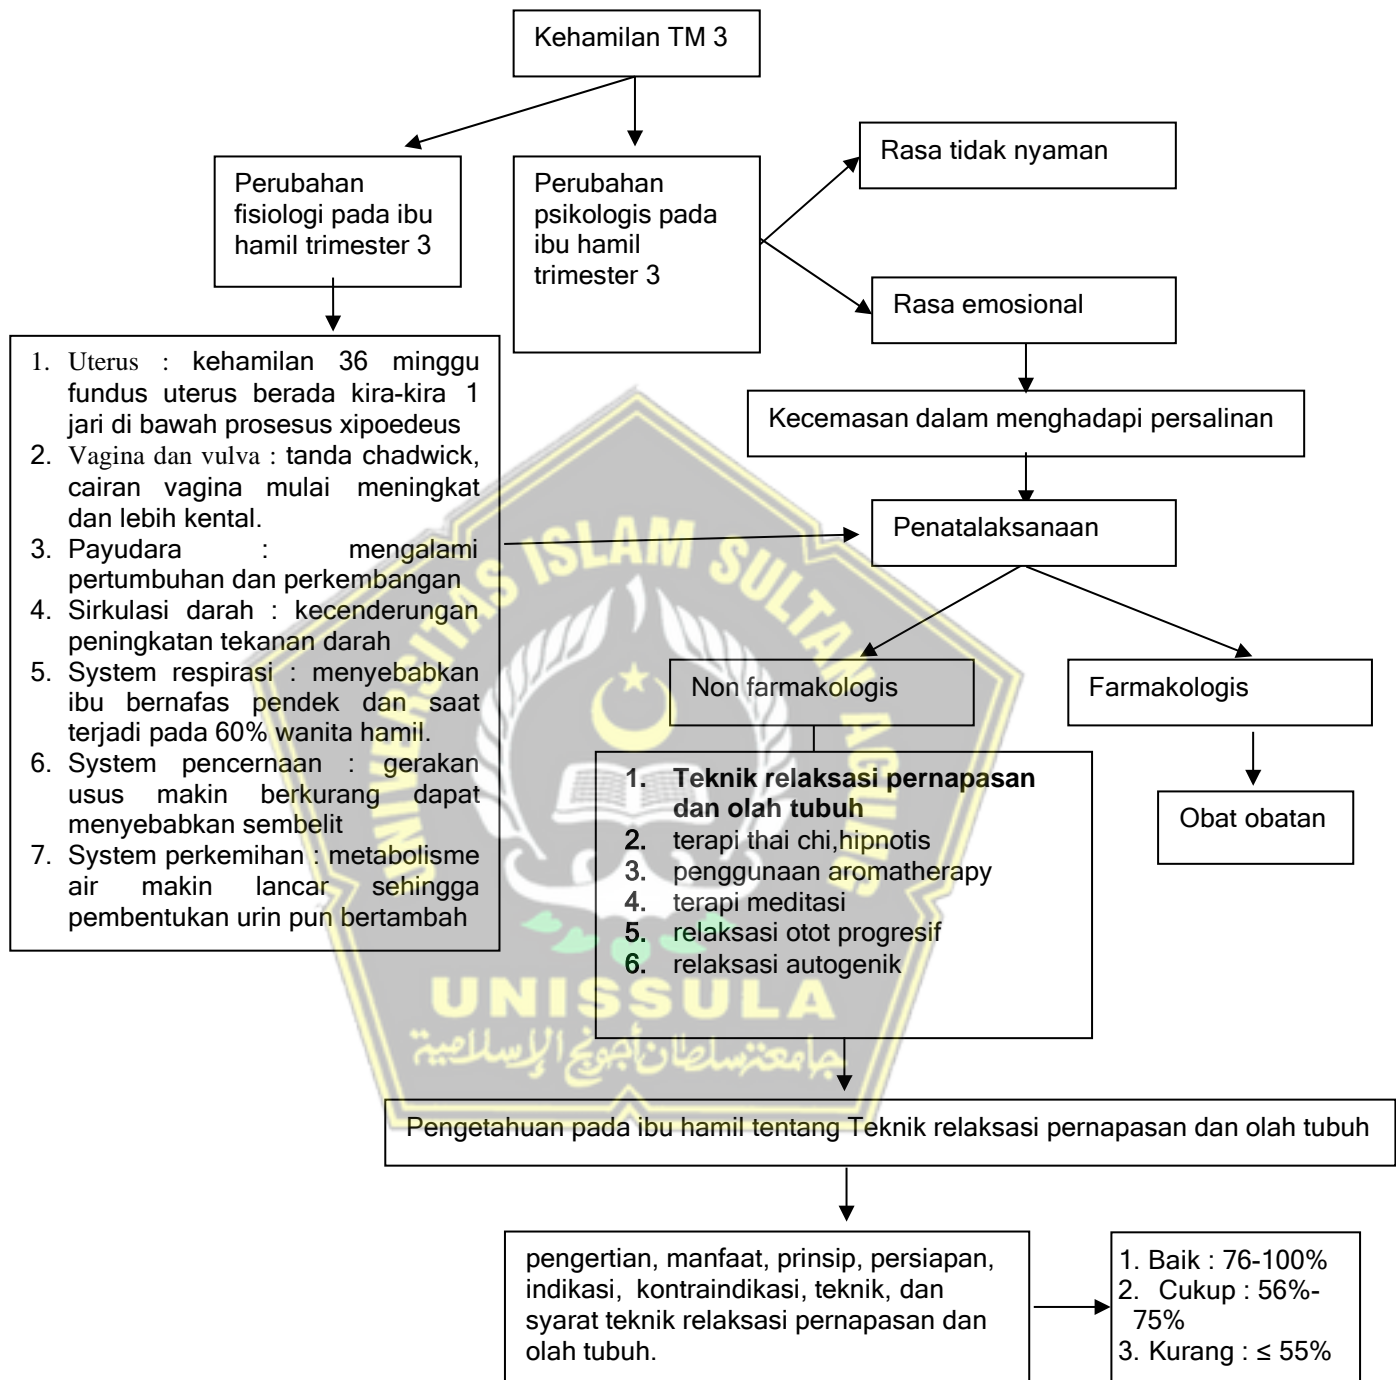 Kehamilan TM 3
Perubahan
fisiologi pada ibu
hamil trimester 3
Perubahan
psikologis pada
ibu hamil
trimester 3
Rasa tidak nyaman
Rasa emosional
Kecemasan dalam menghadapi persalinan
Penatalaksanaan
1. Uterus : kehamilan 36 minggu
fundus uterus berada kira-kira 1
jari di bawah prosesus xipoedeus
2. Vagina dan vulva : tanda chadwick,
cairan vagina mulai meningkat
dan lebih kental.
3. Payudara : mengalami
pertumbuhan dan perkembangan
4. Sirkulasi darah : kecenderungan
peningkatan tekanan darah
5. System respirasi : menyebabkan
ibu bernafas pendek dan saat
terjadi pada 60% wanita hamil.
6. System pencernaan : gerakan
usus makin berkurang dapat
menyebabkan sembelit
7. System perkemihan : metabolisme
air makin lancar sehingga
pembentukan urin pun bertambah
Non farmakologis
Farmakologis
1. Teknik relaksasi pernapasan
dan olah tubuh
2. terapi thai chi,hipnotis
3. penggunaan aromatherapy
4. terapi meditasi
5. relaksasi otot progresif
6. relaksasi autogenik
Obat obatan
UNIVERSITAS ISLAM SULTAN AGUNG
UNISSULA
جامعتسلطان أجونج الإسلامية
Pengetahuan pada ibu hamil tentang Teknik relaksasi pernapasan dan olah tubuh
pengertian, manfaat, prinsip, persiapan,
indikasi, kontraindikasi, teknik, dan
syarat teknik relaksasi pernapasan dan
olah tubuh.
1. Baik : 76-100%
2. Cukup : 56%-
75%
3. Kurang : ≤ 55%